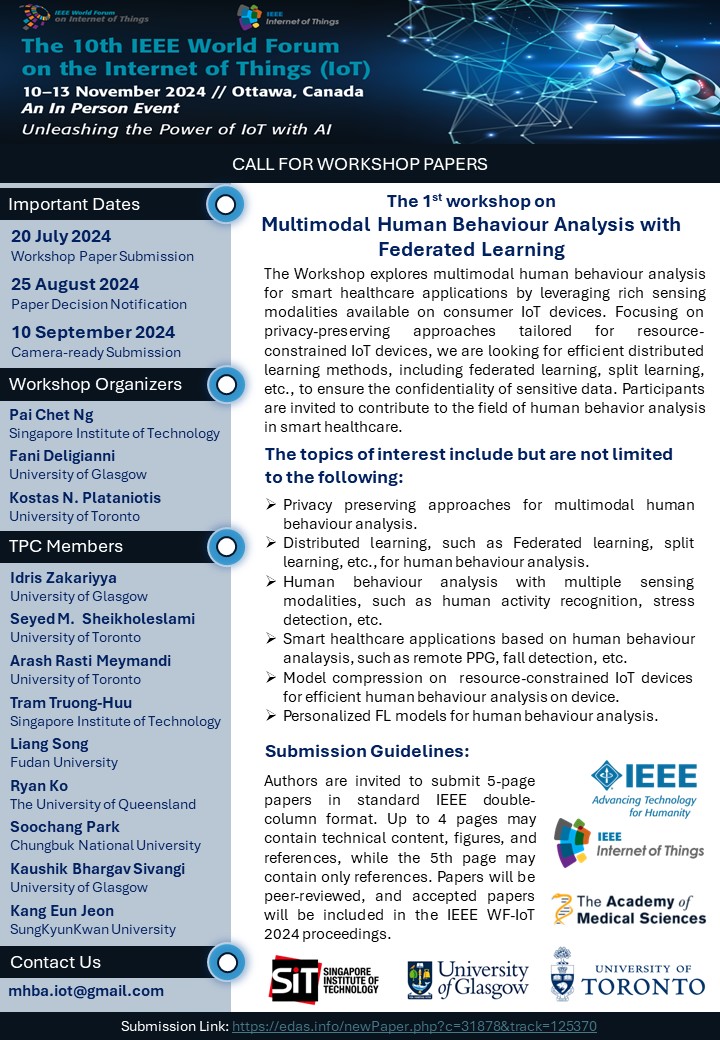 IEEE World Forum
on Internet of Things
IEEE
Internet of Things
The 10th IEEE World Forum
on the Internet of Things (IoT)
10–13 November 2024 // Ottawa, Canada
An In Person Event
Unleashing the Power of IoT with AI
CALL FOR WORKSHOP PAPERS
Important Dates
20 July 2024
Workshop Paper Submission
25 August 2024
Paper Decision Notification
10 September 2024
Camera-ready Submission
Workshop Organizers
Pai Chet Ng
Singapore Institute of Technology
Fani Deligianni
University of Glasgow
Kostas N. Plataniotis
University of Toronto
TPC Members
Idris Zakariyya
University of Glasgow
Seyed M. Sheikholeslami
University of Toronto
Arash Rasti Meymandi
University of Toronto
Tram Truong-Huu
Singapore Institute of Technology
Liang Song
Fudan University
Ryan Ko
The University of Queensland
Soochang Park
Chungbuk National University
Kaushik Bhargav Sivangi
University of Glasgow
Kang Eun Jeon
SungKyunKwan University
Contact Us
mhba.iot@gmail.com
The 1st workshop on
Multimodal Human Behaviour Analysis with
Federated Learning
The Workshop explores multimodal human behaviour analysis
for smart healthcare applications by leveraging rich sensing
modalities available on consumer IoT devices. Focusing on
privacy-preserving approaches tailored for resource-
constrained IoT devices, we are looking for efficient distributed
learning methods, including federated learning, split learning,
etc., to ensure the confidentiality of sensitive data. Participants
are invited to contribute to the field of human behavior analysis
in smart healthcare.
The topics of interest include but are not limited
to the following:
➢ Privacy preserving approaches for multimodal human
behaviour analysis.
➢ Distributed learning, such as Federated learning, split
learning, etc., for human behaviour analysis.
➢ Human behaviour analysis with multiple sensing
modalities, such as human activity recognition, stress
detection, etc.
➢ Smart healthcare applications based on human behaviour
analaysis, such as remote PPG, fall detection, etc.
➢ Model compression on resource-constrained IoT devices
for efficient human behaviour analysis on device.
➢ Personalized FL models for human behaviour analysis.
Submission Guidelines:
Authors are invited to submit 5-page
papers in standard IEEE double-
column format. Up to 4 pages may
contain technical content, figures, and
references, while the 5th page may
contain only references. Papers will be
peer-reviewed, and accepted papers
will be included in the IEEE WF-IoT
2024 proceedings.
IEEE
Advancing Technology
for Humanity
IEEE
Internet of Things
The Academy of
Medical Sciences
SiT SINGAPORE
INSTITUTE OF
TECHNOLOGY
University
of Glasgow
UNIVERSITY OF
TORONTO
Submission Link: https://edas.info/newPaper.php?c=31878&track=125370